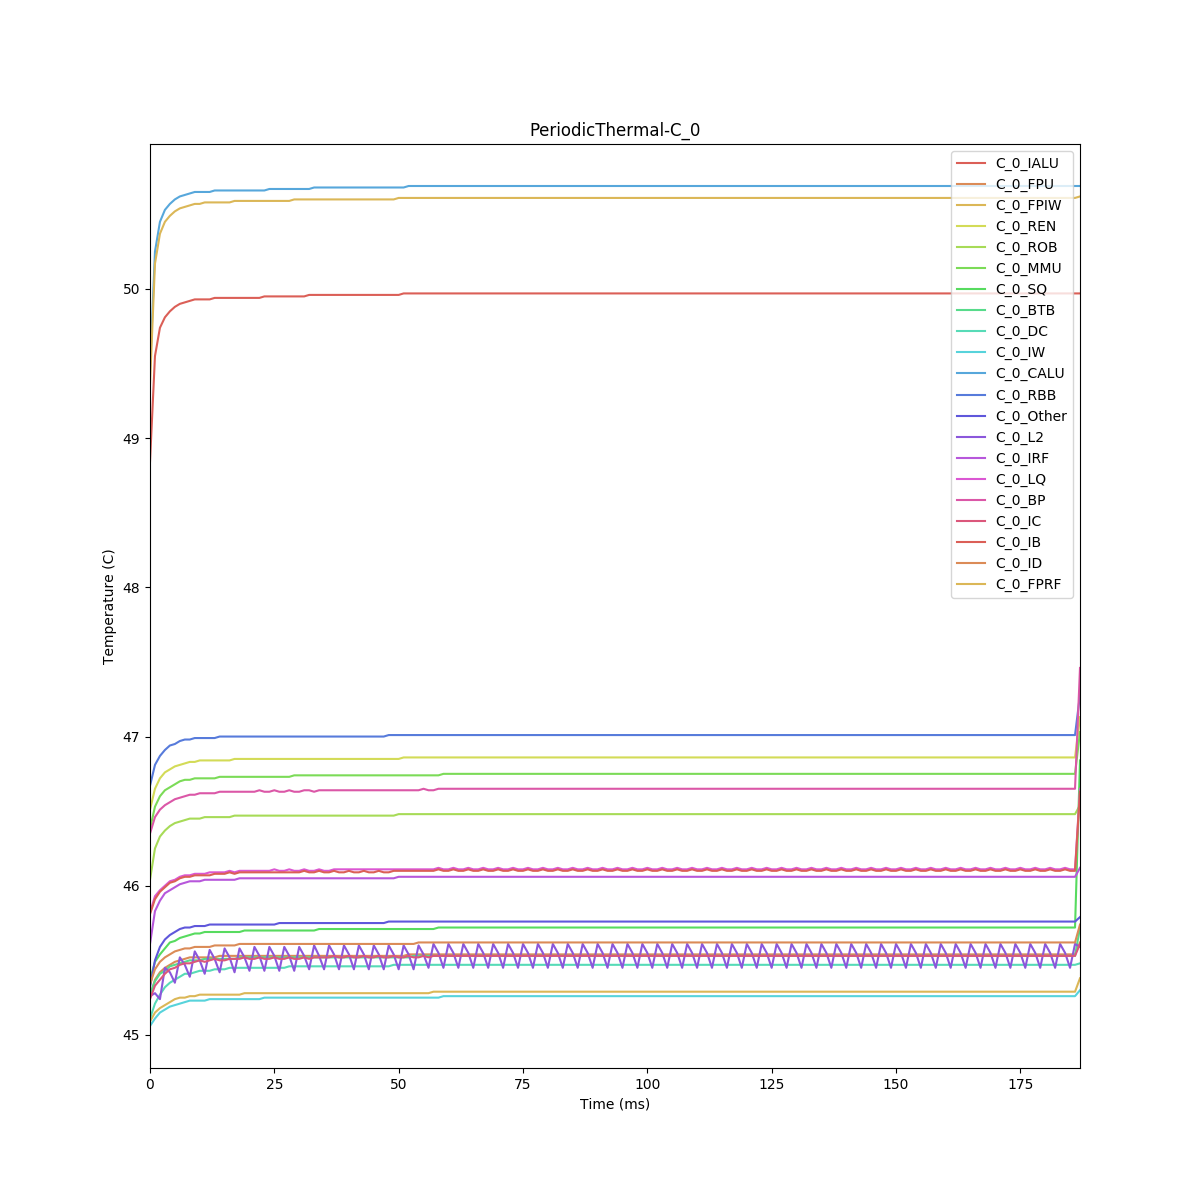 PeriodicThermal-C_0
C_0_IALU
C_0_FPU
C_0_FPIW
C_0_REN
C_0_ROB
C_0_MMU
C_0_SQ
C_0_BTB
C_0_DC
C_0_IW
C_0_CALU
C_0_RBB
C_0_Other
C_0_L2
C_0_IRF
C_0_LQ
C_0_BP
C_0_IC
C_0_IB
C_0_ID
C_0_FPRF
50
49
48
47
46
45
Temperature (C)
0 25 50 75 100 125 150 175
Time (ms)